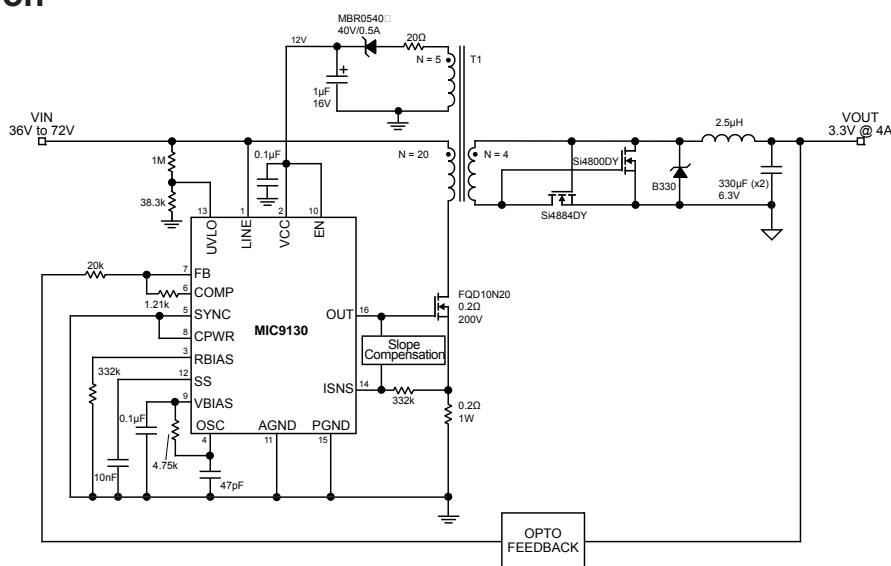 MBR0540
40V/0.5A
20Ω
12V
N = 5
T1
1µF
16V
+
VIN
36V to 72V
VOUT
3.3V @ 4A
2.5µH
1M
0.1µF
N = 20
N = 4
Si4800DY
B330
330µF (x2)
6.3V
38.3k
Si4884DY
13
1
2
10
UVLO
LINE
VCC
EN
20k
7
FB
6
COMP
1.21k
5
SYNC
8
CPWR
3
RBIAS
332k
12
SS
9
VBIAS
MIC9130
OUT
16
FQD10N20
0.2Ω
200V
Slope
Compensation
ISNS
14
332k
0.2Ω
1W
0.1µF
OSC
AGND
PGND
4
11
15
4.75k
10nF
47pF
OPTO
FEEDBACK